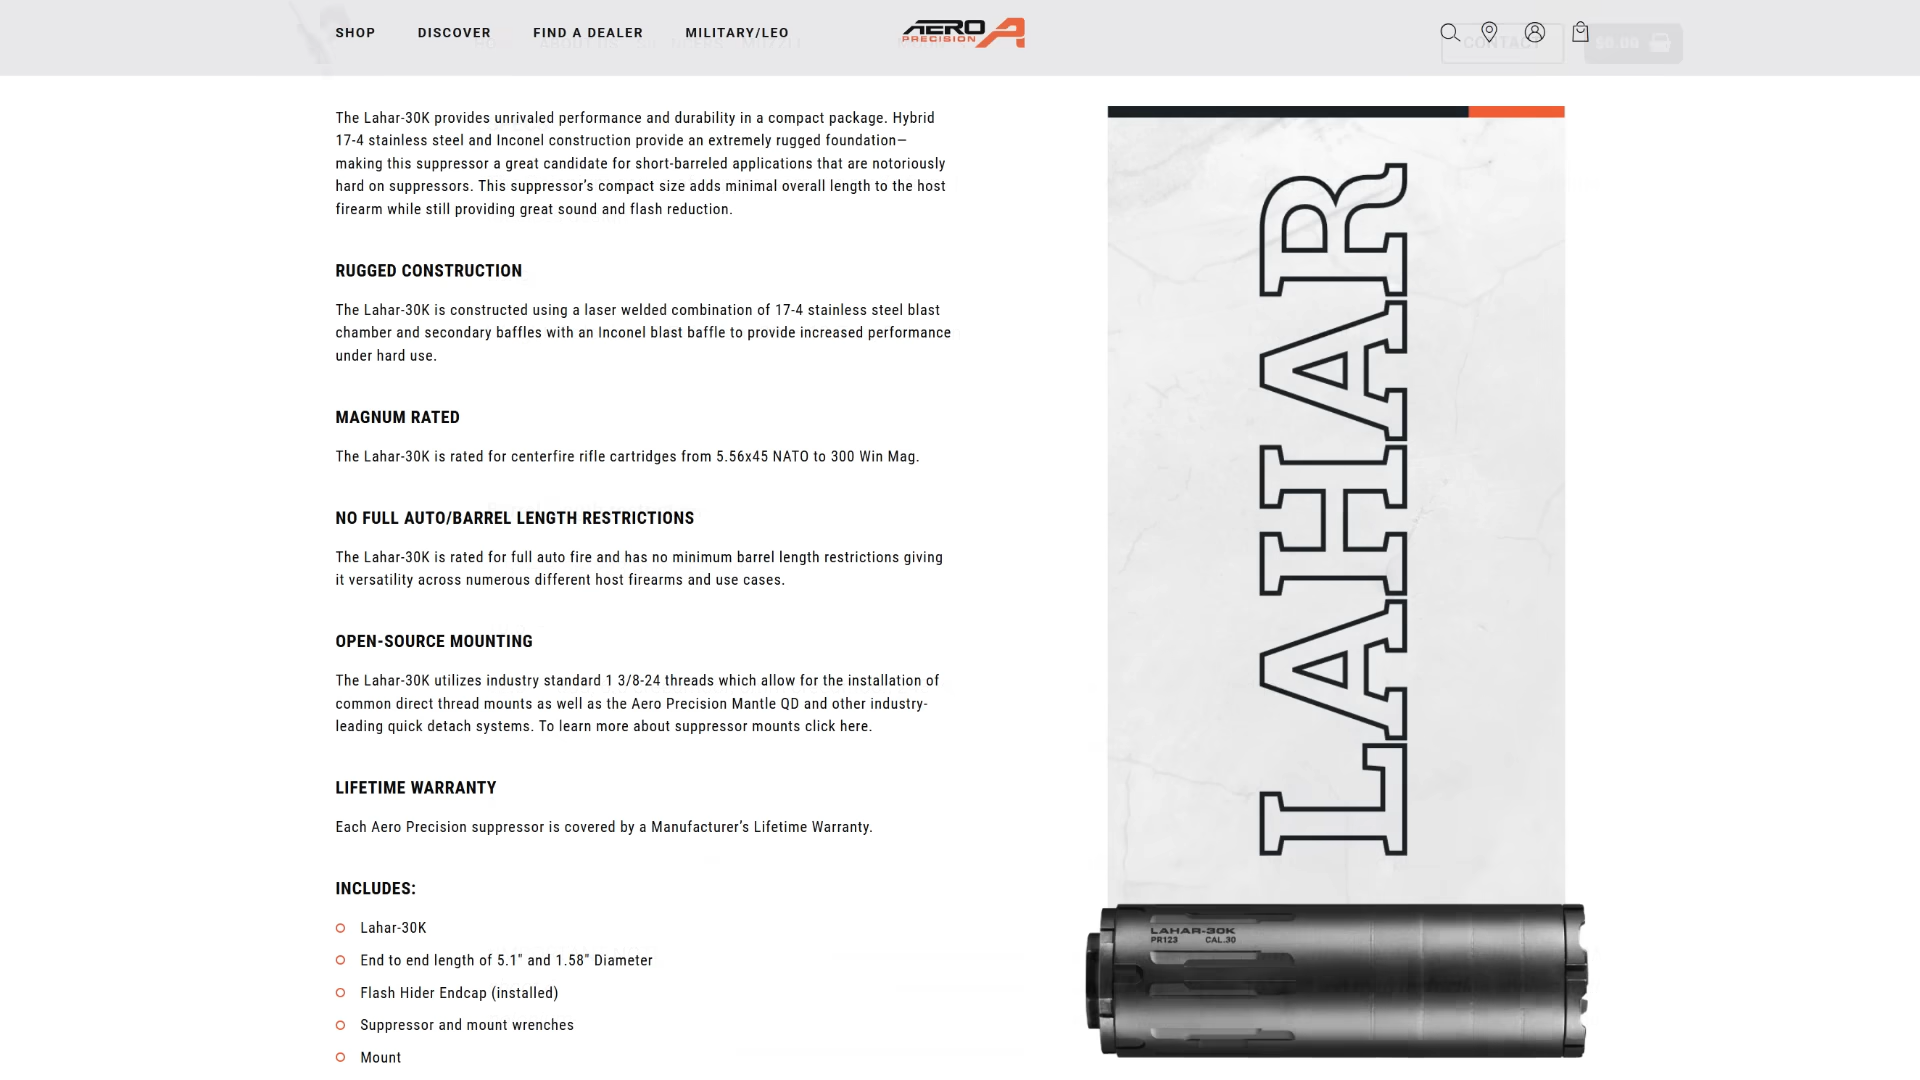 SHOP DISCOVER FIND A DEALER MILITARY/LEO
AERO
PRECISION
CONTACT
$0.00
The Lahar-30K provides unrivaled performance and durability in a compact package. Hybrid
17-4 stainless steel and Inconel construction provide an extremely rugged foundation—
making this suppressor a great candidate for short-barreled applications that are notoriously
hard on suppressors. This suppressor’s compact size adds minimal overall length to the host
firearm while still providing great sound and flash reduction.
RUGGED CONSTRUCTION
The Lahar-30K is constructed using a laser welded combination of 17-4 stainless steel blast
chamber and secondary baffles with an Inconel blast baffle to provide increased performance
under hard use.
MAGNUM RATED
The Lahar-30K is rated for centerfire rifle cartridges from 5.56x45 NATO to 300 Win Mag.
NO FULL AUTO/BARREL LENGTH RESTRICTIONS
The Lahar-30K is rated for full auto fire and has no minimum barrel length restrictions giving
it versatility across numerous different host firearms and use cases.
OPEN-SOURCE MOUNTING
The Lahar-30K utilizes industry standard 1 3/8-24 threads which allow for the installation of
common direct thread mounts as well as the Aero Precision Mantle QD and other industry-
leading quick detach systems. To learn more about suppressor mounts click here.
LIFETIME WARRANTY
Each Aero Precision suppressor is covered by a Manufacturer’s Lifetime Warranty.
INCLUDES:
Lahar-30K
End to end length of 5.1" and 1.58" Diameter
Flash Hider Endcap (installed)
Suppressor and mount wrenches
Mount
LAHAR
LAHAR-30K
PR123 CAL.30